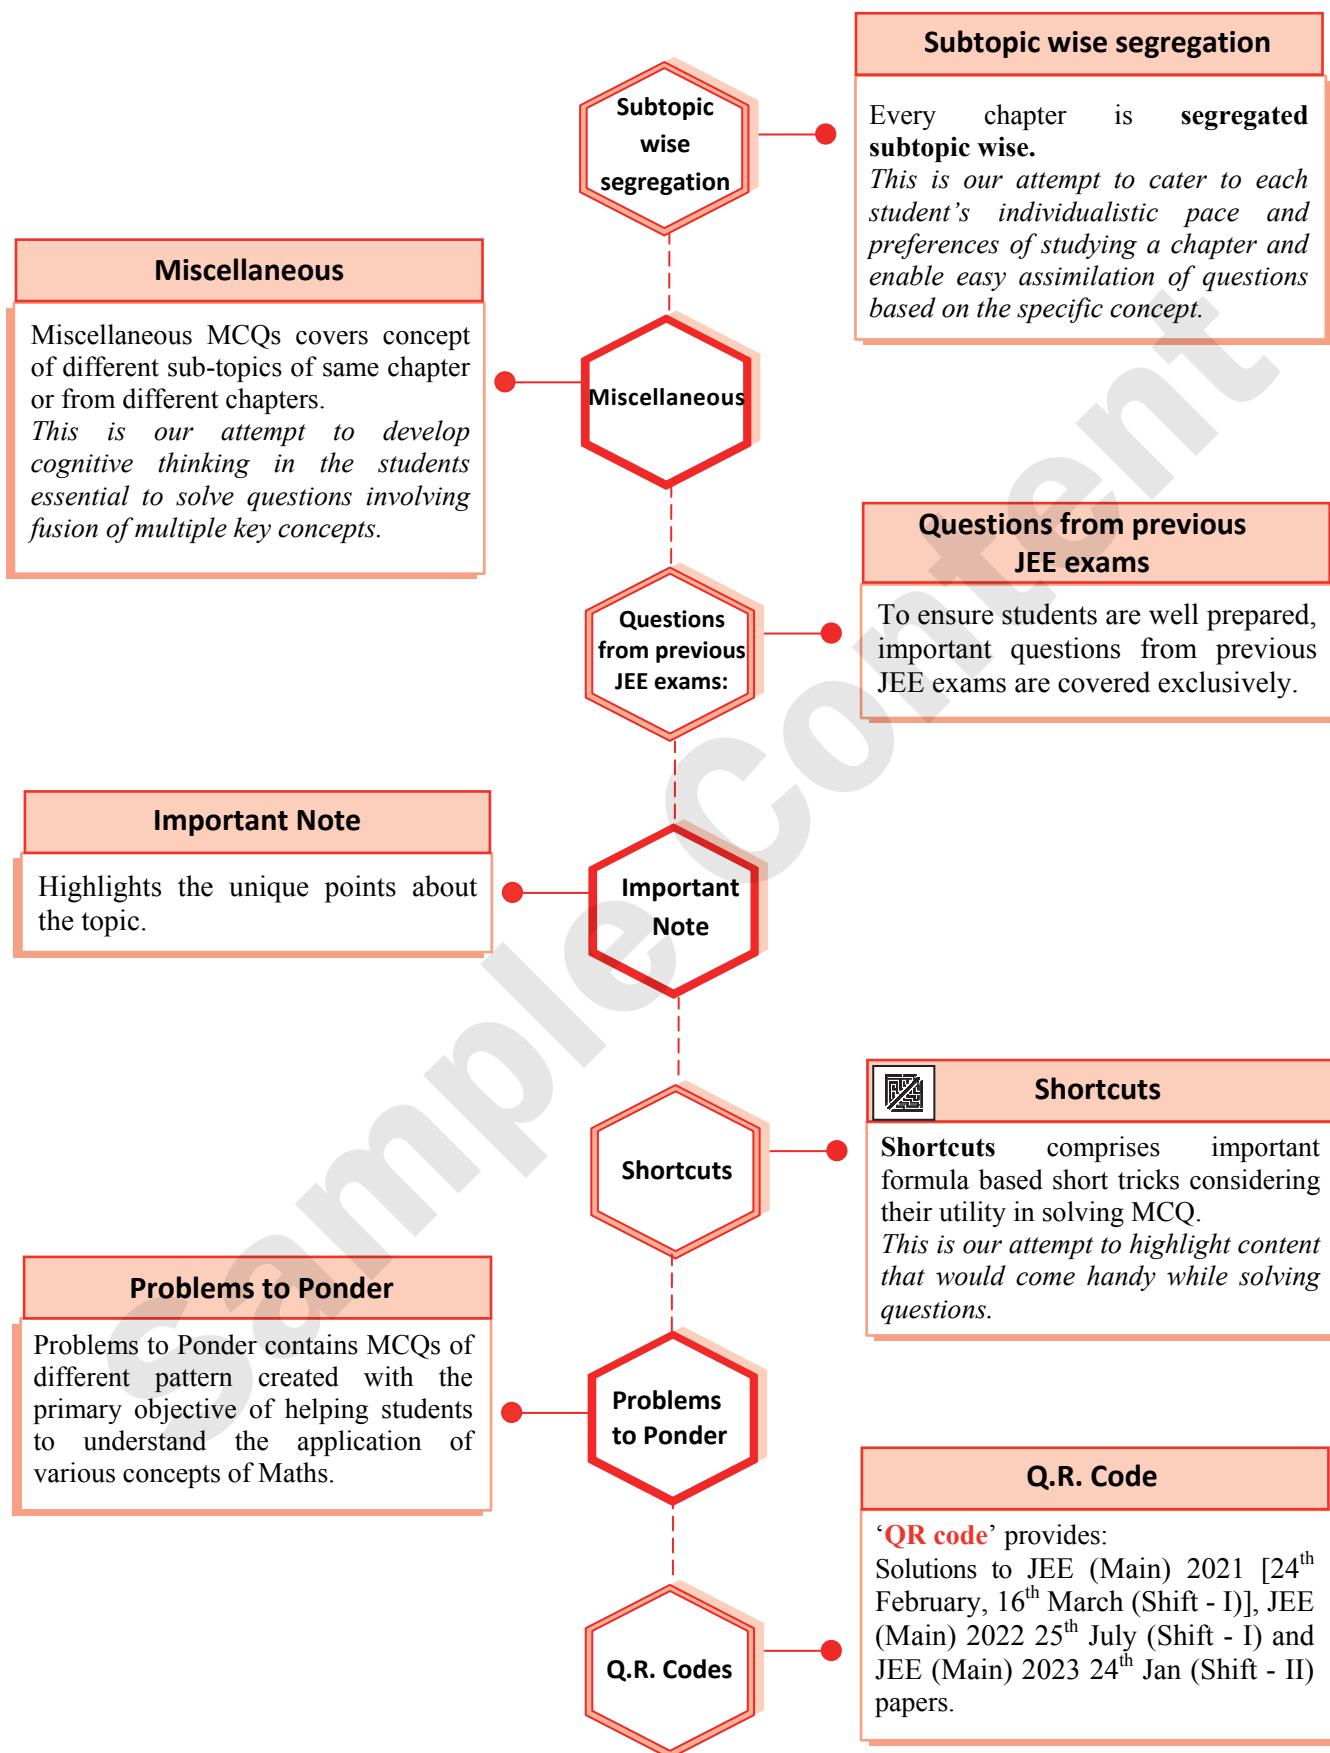 Subtopic wise segregation
Every chapter is segregated
subtopic wise.
This is our attempt to cater to each
student’s individualistic pace and
preferences of studying a chapter and
enable easy assimilation of questions
based on the specific concept.
Subtopic
wise
segregation
Miscellaneous
Miscellaneous MCQs covers concept
of different sub-topics of same chapter
or from different chapters.
This is our attempt to develop
cognitive thinking in the students
essential to solve questions involving
fusion of multiple key concepts.
Miscellaneous
Questions from previous
JEE exams
To ensure students are well prepared,
important questions from previous
JEE exams are covered exclusively.
Questions
from previous
JEE exams:
Important Note
Highlights the unique points about
the topic.
Important
Note
Shortcuts
Shortcuts comprises important
formula based short tricks considering
their utility in solving MCQ.
This is our attempt to highlight content
that would come handy while solving
questions.
Shortcuts
Problems to Ponder
Problems to Ponder contains MCQs of
different pattern created with the
primary objective of helping students
to understand the application of
various concepts of Maths.
Problems
to Ponder
Q.R. Code
‘QR code’ provides:
Solutions to JEE (Main) 2021 [24th
February, 16th March (Shift - I)], JEE
(Main) 2022 25th July (Shift - I) and
JEE (Main) 2023 24th Jan (Shift - II)
papers.
Q.R. Codes
Sample Content